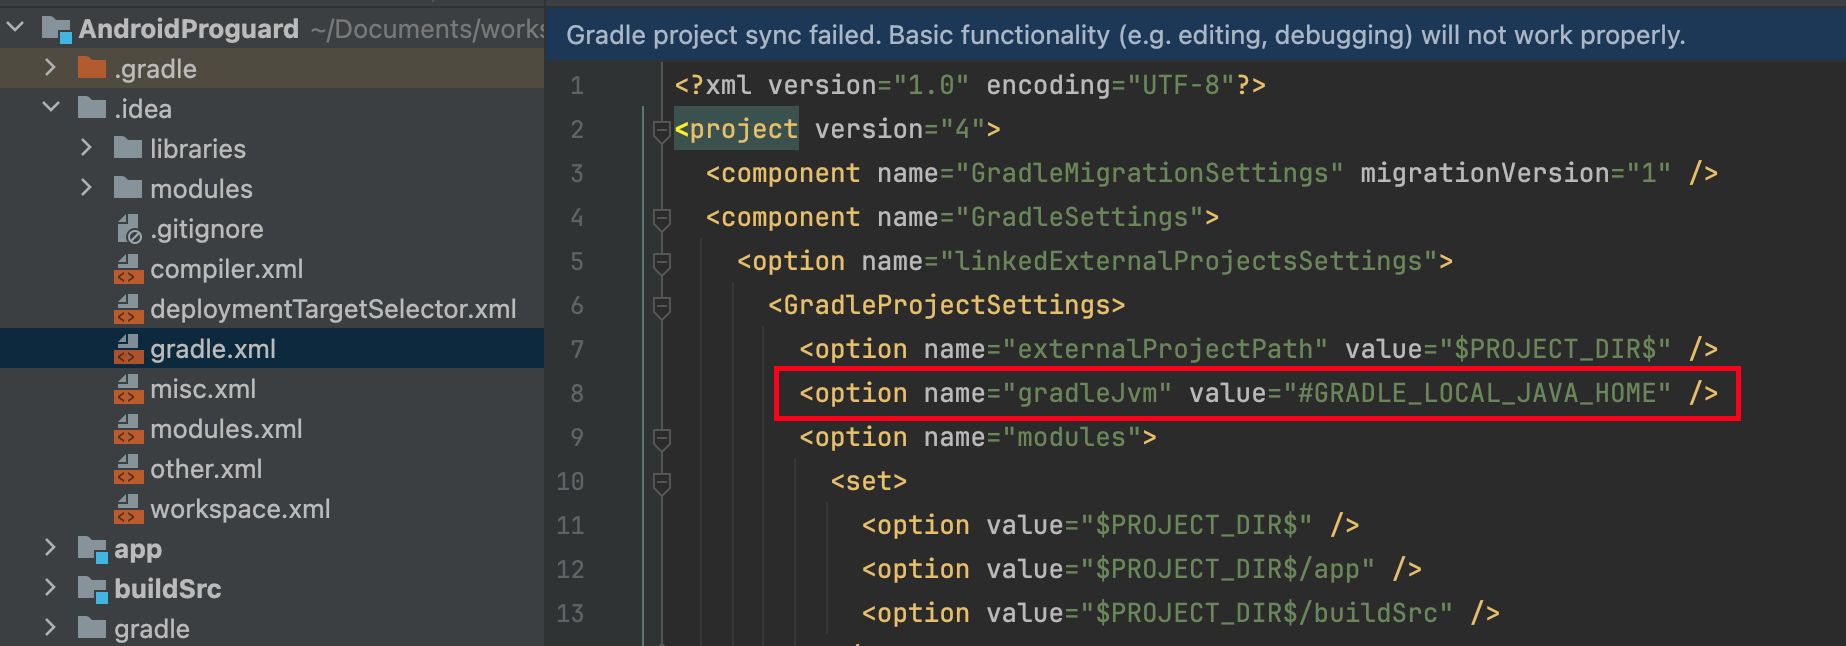 AndroidProguard ~/Documents/works
.gradle
.idea
libraries
modules
.gitignore
compiler.xml
deploymentTargetSelector.xml
gradle.xml
misc.xml
modules.xml
other.xml
workspace.xml
app
buildSrc
gradle
Gradle project sync failed. Basic functionality (e.g. editing, debugging) will not work properly.
1 <?xml version="1.0" encoding="UTF-8"?>
2 <project version="4">
3 <component name="GradleMigrationSettings" migrationVersion="1" />
4 <component name="GradleSettings">
5 <option name="linkedExternalProjectsSettings">
6 <GradleProjectSettings>
7 <option name="externalProjectPath" value="$PROJECT_DIR$" />
8 <option name="gradleJvm" value="#GRADLE_LOCAL_JAVA_HOME" />
9 <option name="modules">
10 <set>
11 <option value="$PROJECT_DIR$" />
12 <option value="$PROJECT_DIR$/app" />
13 <option value="$PROJECT_DIR$/buildSrc" />